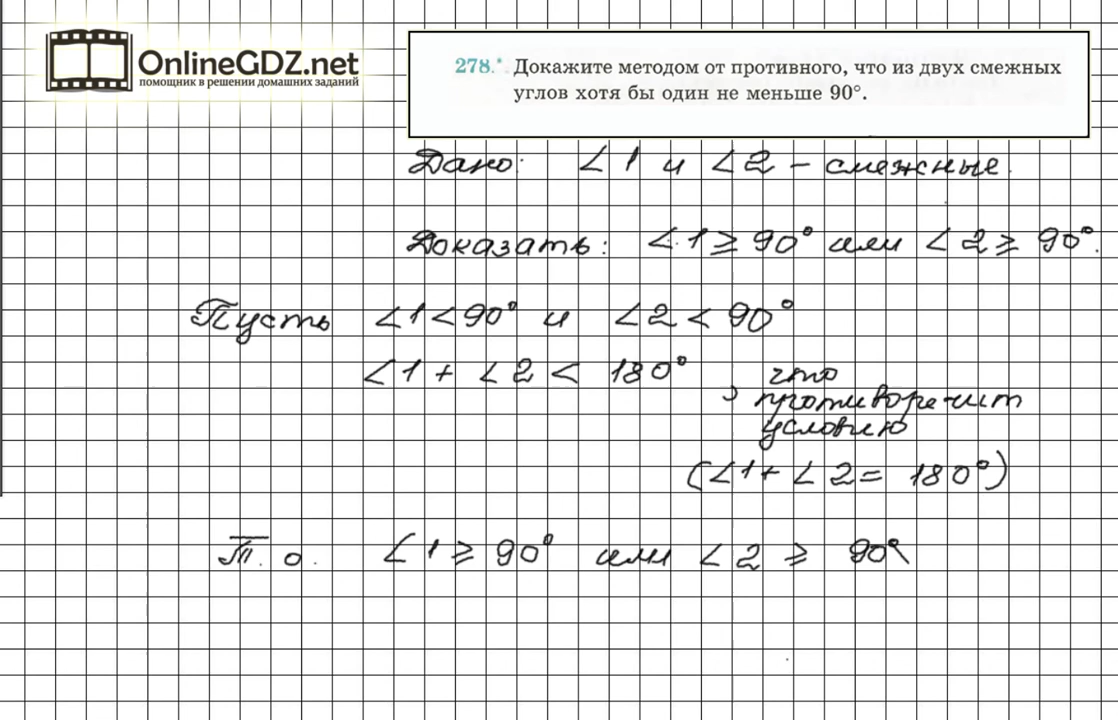 OnlineGDZ.net
помощник в решении домашних заданий
278.* Докажите методом от противного, что из двух смежных
углов хотя бы один не меньше 90°.
Дано: ∠1 и ∠2 – смежные.
Доказать: ∠1 ≥ 90° или ∠2 ≥ 90°.
Пусть ∠1 < 90° и ∠2 < 90°
∠1 + ∠2 < 180°, что
противоречит
условию
(∠1 + ∠2 = 180°)
Т. о. ∠1 ≥ 90° или ∠2 ≥ 90°